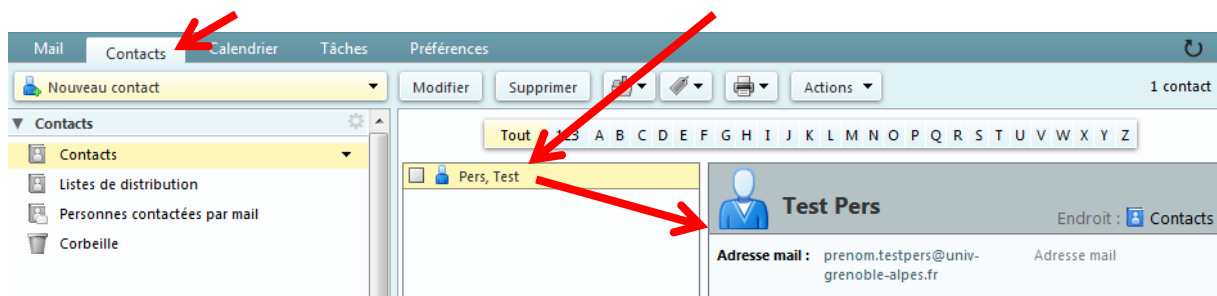 Mail Contacts Calendrier Tâches Préférences
Nouveau contact Modifier Supprimer Actions 1 contact
Contacts
Tout 123 A B C D E F G H I J K L M N O P Q R S T U V W X Y Z
Contacts
Pers, Test
Listes de distribution
Test Pers
Personnes contactées par mail
Endroit : Contacts
Corbeille
Adresse mail : prenom.testpers@univ-
grenoble-alpes.fr
Adresse mail